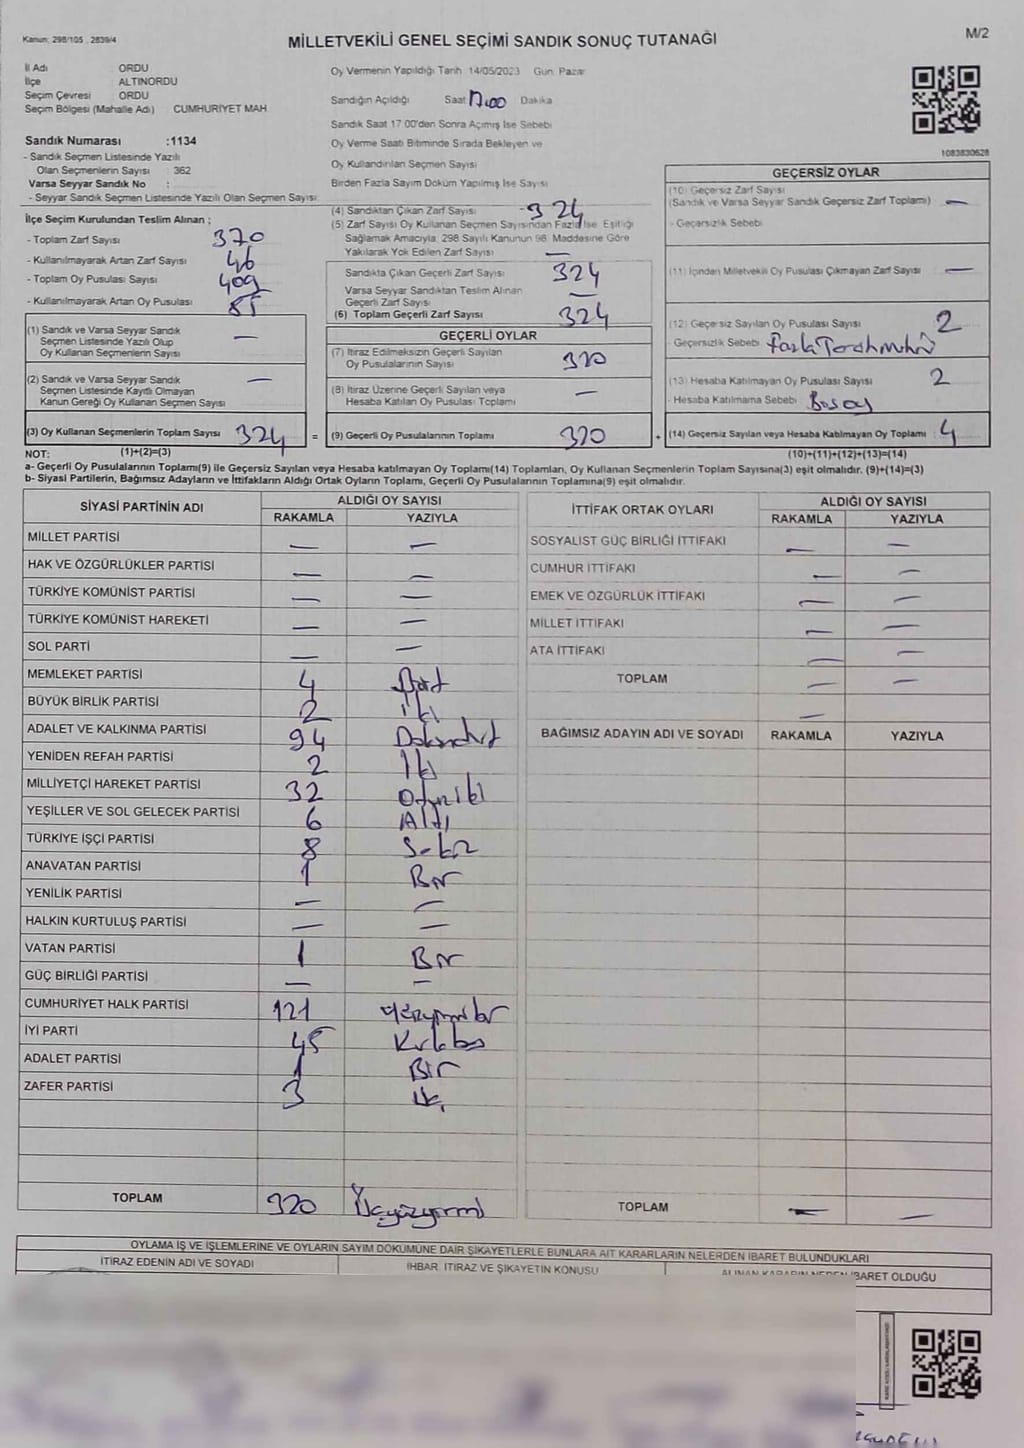 Kanun: 298/105 , 2839/4
MİLLETVEKİLİ GENEL SEÇİMİ SANDIK SONUÇ TUTANAĞI
M/2
İl Adı : ORDU
İlçe : ALTINORDU
Seçim Çevresi : ORDU
Seçim Bölgesi (Mahalle Adı) : CUMHURİYET MAH.
Sandık Numarası :1134
- Sandık Seçmen Listesinde Yazılı
Olan Seçmenlerin Sayısı : 362
Varsa Seyyar Sandık No :
- Seyyar Sandık Seçmen Listesinde Yazılı Olan Seçmen Sayısı:
Oy Vermenin Yapıldığı Tarih 14/05/2023 Gün: Pazar
Sandığın Açıldığı Saat 17:00 Dakika
Sandık Saat 17:00'den Sonra Açımış İse Sebebi
Oy Verme Saati Bitiminde Sırada Bekleyen ve
Oy Kullandırılan Seçmen Sayısı
Birden Fazla Sayım Döküm Yapılmış İse Sayısı
1083830628
İlçe Seçim Kurulundan Teslim Alınan ;
- Toplam Zarf Sayısı 370
- Kullanılmayarak Artan Zarf Sayısı 46
- Toplam Oy Pusulası Sayısı 409
- Kullanılmayarak Artan Oy Pusulası 85
(4) Sandıktan Çıkan Zarf Sayısı 324
(5) Zarf Sayısı Oy Kullanan Seçmen Sayısından Fazla İse, Eşitliği
Sağlamak Amacıyla, 298 Sayılı Kanunun 98. Maddesine Göre
Yakılarak Yok Edilen Zarf Sayısı —
Sandıkta Çıkan Geçerli Zarf Sayısı 324
Varsa Seyyar Sandıktan Teslim Alınan
Geçerli Zarf Sayısı —
(6) Toplam Geçerli Zarf Sayısı 324
GEÇERSİZ OYLAR
(10) Geçersiz Zarf Sayısı
(Sandık ve Varsa Seyyar Sandık Geçersiz Zarf Toplamı) —
- Geçersizlik Sebebi
(11) İçinden Milletvekili Oy Pusulası Çıkmayan Zarf Sayısı —
(12) Geçersiz Sayılan Oy Pusulası Sayısı 2
- Geçersizlik Sebebi
(13) Hesaba Katılmayan Oy Pusulası Sayısı 2
- Hesaba Katılmama Sebebi Boş oy
(1) Sandık ve Varsa Seyyar Sandık
Seçmen Listesinde Yazılı Olup
Oy Kullanan Seçmenlerin Sayısı —
(2) Sandık ve Varsa Seyyar Sandık
Seçmen Listesinde Kayıtlı Olmayan
Kanun Gereği Oy Kullanan Seçmen Sayısı —
(3) Oy Kullanan Seçmenlerin Toplam Sayısı 324 =
GEÇERLİ OYLAR
(7) İtiraz Edilmeksizin Geçerli Sayılan
Oy Pusulalarının Sayısı 320
(8) İtiraz Üzerine Geçerli Sayılan veya
Hesaba Katılan Oy Pusulası Toplamı —
(9) Geçerli Oy Pusulalarının Toplamı 320 +
(14) Geçersiz Sayılan veya Hesaba Katılmayan Oy Toplamı : 4
NOT: (1)+(2)=(3) (10)+(11)+(12)+(13)=(14)
a- Geçerli Oy Pusulalarının Toplamı(9) ile Geçersiz Sayılan veya Hesaba katılmayan Oy Toplamı(14) Toplamları, Oy Kullanan Seçmenlerin Toplam Sayısına(3) eşit olmalıdır. (9)+(14)=(3)
b- Siyasi Partilerin, Bağımsız Adayların ve İttifakların Aldığı Ortak Oyların Toplamı, Geçerli Oy Pusulalarının Toplamına(9) eşit olmalıdır.
SİYASİ PARTİNİN ADI ALDIĞI OY SAYISI
RAKAMLA YAZIYLA
MİLLET PARTİSİ — —
HAK VE ÖZGÜRLÜKLER PARTİSİ — —
TÜRKİYE KOMÜNİST PARTİSİ — —
TÜRKİYE KOMÜNİST HAREKETİ — —
SOL PARTİ — —
MEMLEKET PARTİSİ 4 Dört
BÜYÜK BİRLİK PARTİSİ 2 İki
ADALET VE KALKINMA PARTİSİ 94 Doksandört
YENİDEN REFAH PARTİSİ 2 İki
MİLLİYETÇİ HAREKET PARTİSİ 32 Otuziki
YEŞİLLER VE SOL GELECEK PARTİSİ 6 Altı
TÜRKİYE İŞÇİ PARTİSİ 8 Sekiz
ANAVATAN PARTİSİ 1 Bir
YENİLİK PARTİSİ — —
HALKIN KURTULUŞ PARTİSİ — —
VATAN PARTİSİ 1 Bir
GÜÇ BİRLİĞİ PARTİSİ — —
CUMHURİYET HALK PARTİSİ 121 Yüzyirmibir
İYİ PARTİ 45 Kırkbeş
ADALET PARTİSİ 1 Bir
ZAFER PARTİSİ 3 Üç
TOPLAM 320 Üçyüzyirmi
İTTİFAK ORTAK OYLARI ALDIĞI OY SAYISI
RAKAMLA YAZIYLA
SOSYALİST GÜÇ BİRLİĞİ İTTİFAKI — —
CUMHUR İTTİFAKI — —
EMEK VE ÖZGÜRLÜK İTTİFAKI — —
MİLLET İTTİFAKI — —
ATA İTTİFAKI — —
TOPLAM — —
—
BAĞIMSIZ ADAYIN ADI VE SOYADI RAKAMLA YAZIYLA
TOPLAM — —
OYLAMA İŞ VE İŞLEMLERİNE VE OYLARIN SAYIM DÖKÜMÜNE DAİR ŞİKAYETLERLE BUNLARA AİT KARARLARIN NELERDEN İBARET BULUNDUKLARI
İTİRAZ EDENİN ADI VE SOYADI İHBAR, İTİRAZ VE ŞİKAYETİN KONUSU ALINAN KARARIN NEDEN İBARET OLDUĞU